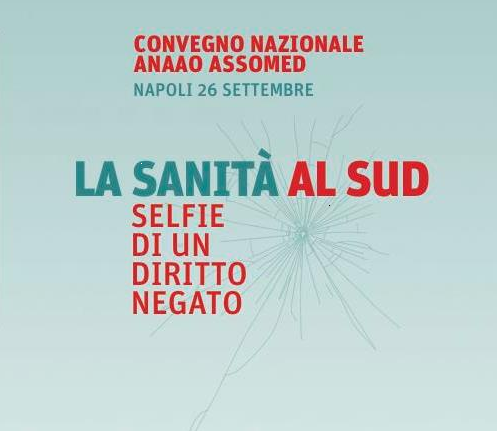 CONVEGNO NAZIONALE
ANAAO ASSOMED
NAPOLI 26 SETTEMBRE
LA SANITÀ AL SUD
SELFIE
DI UN
DIRITTO
NEGATO